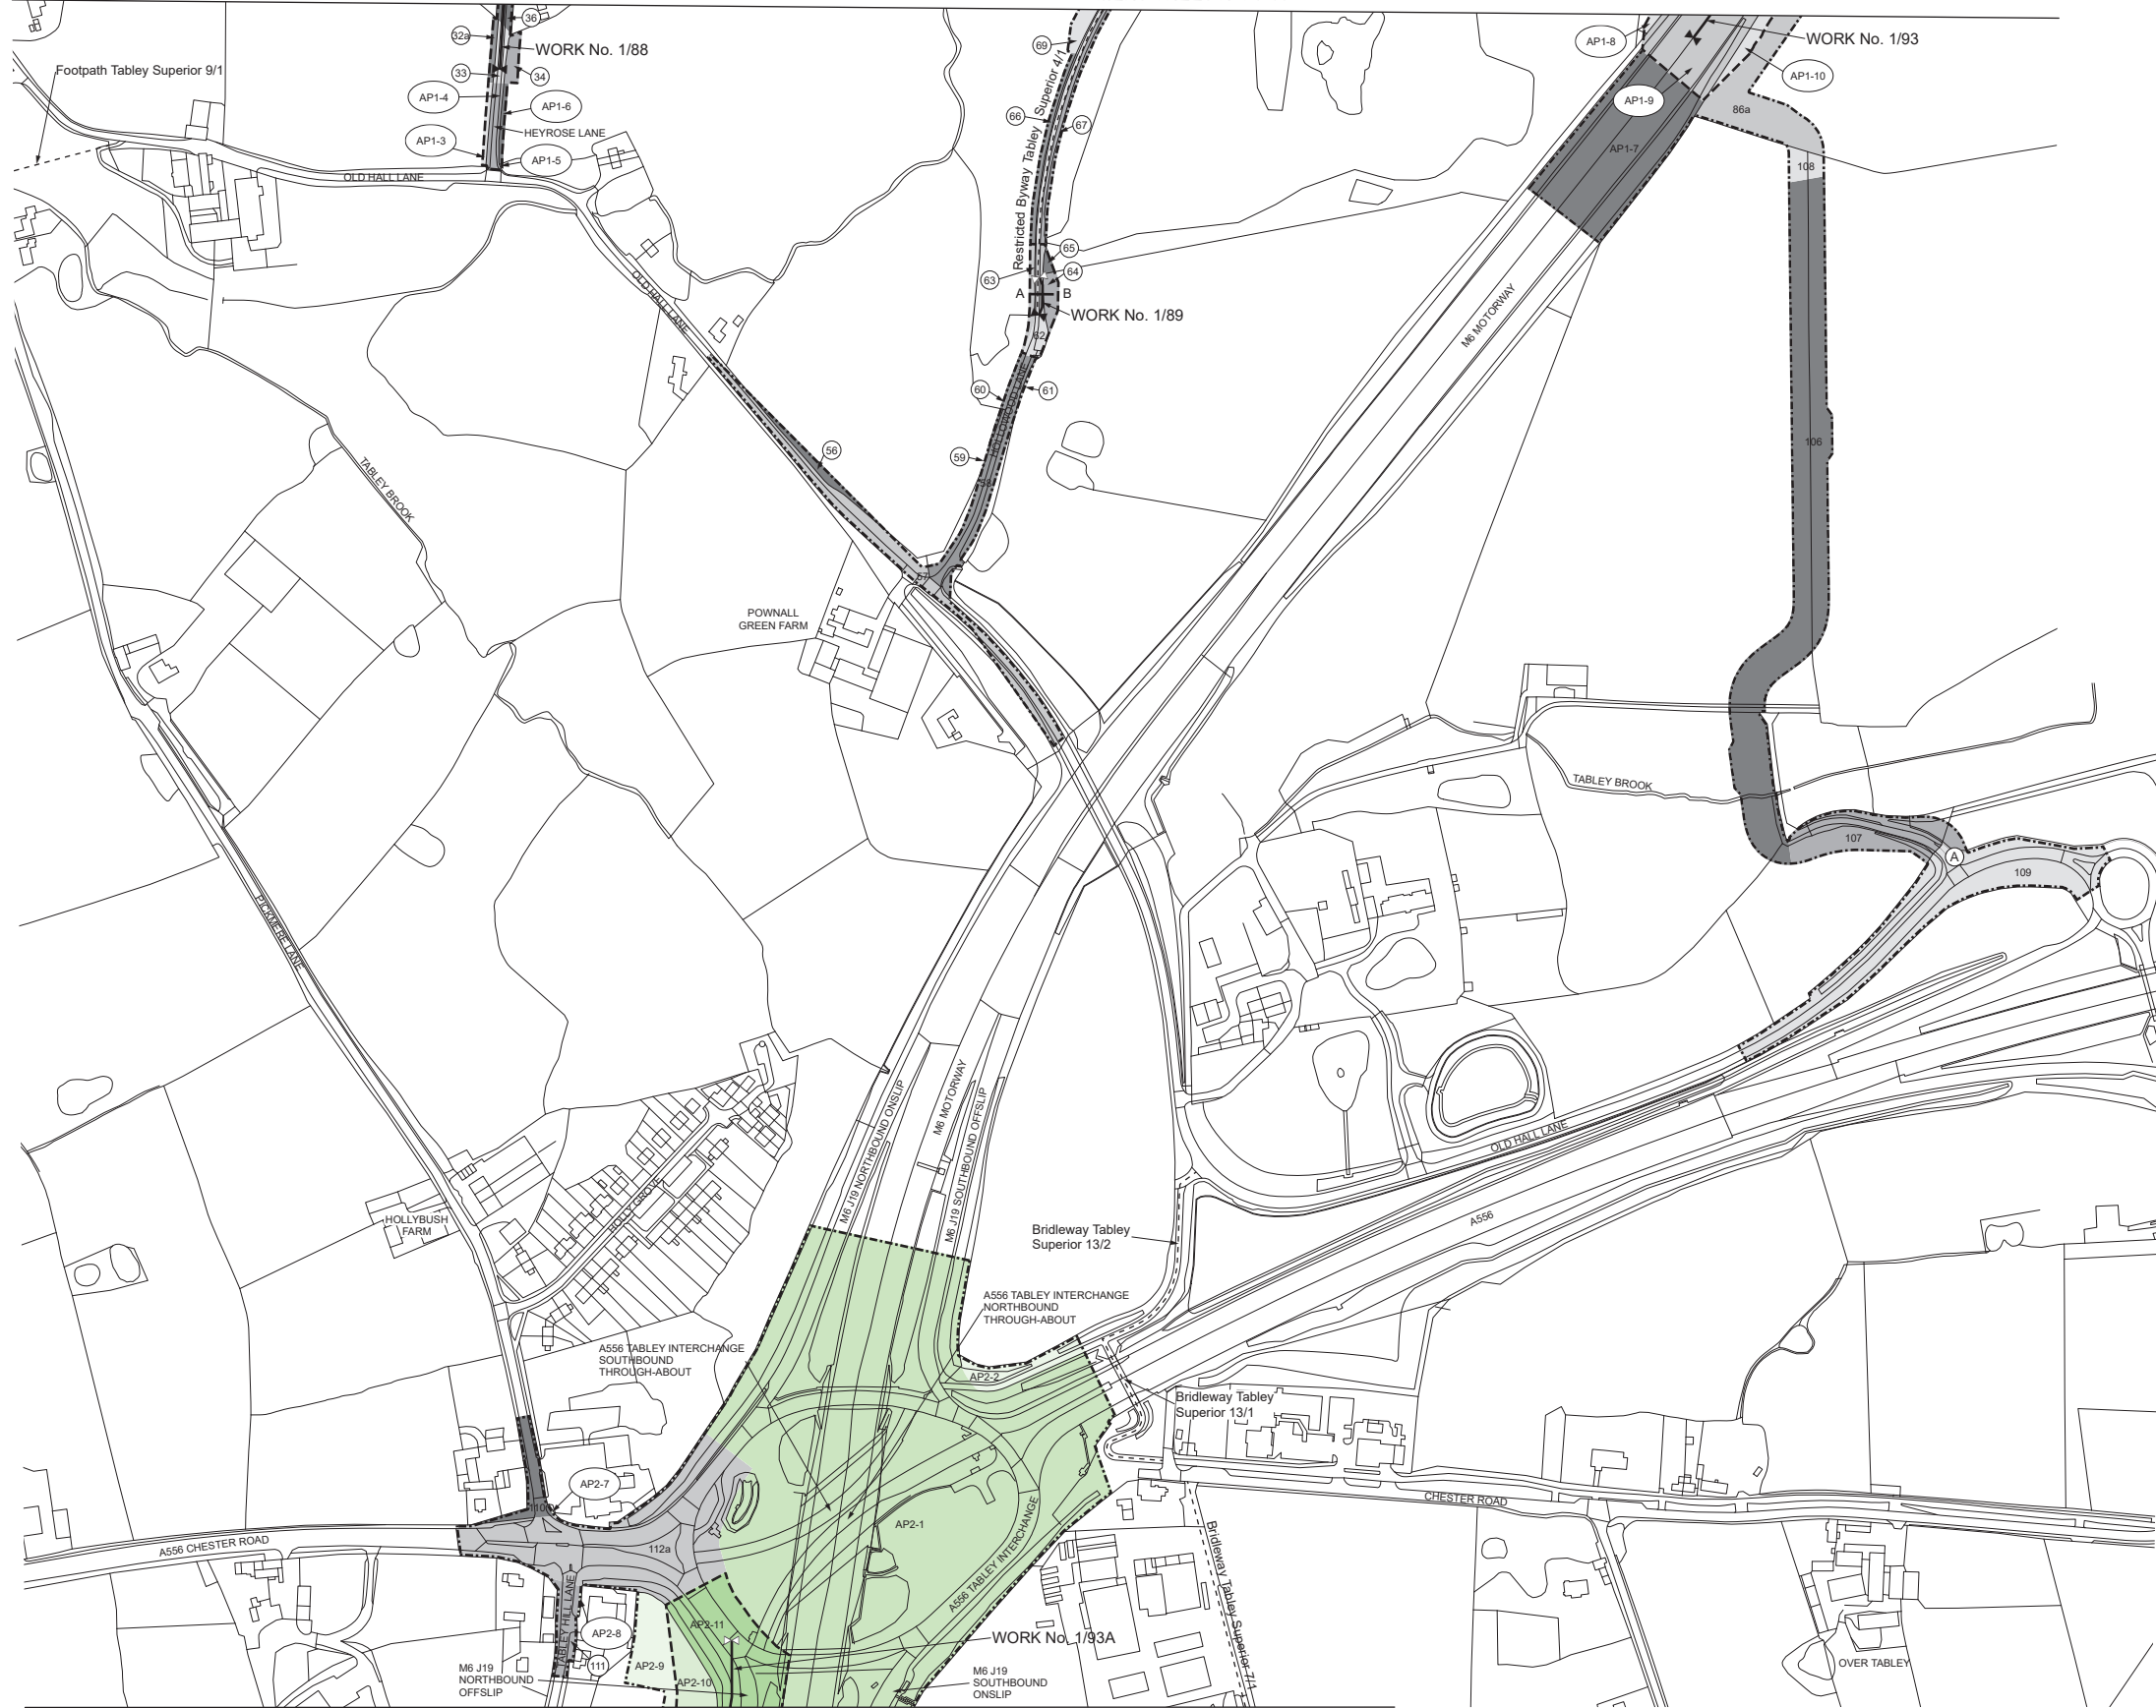 36
32a
WORK No. 1/88
Footpath Tabley Superior 9/1
33
34
AP1-4
AP1-6
HEYROSE LANE
AP1-3
AP1-5
OLD HALL LANE
69
Restricted Byway Tabley Superior 4/1
66
67
65
64
63
A
B
WORK No. 1/89
62
AP1-8
WORK No. 1/93
AP1-10
AP1-9
86a
AP1-7
108
M6 MOTORWAY
OLD HALL LANE
60
61
59
58
56
57
106
TABLEY BROOK
POWNALL
GREEN FARM
TABLEY BROOK
107
A
109
PICKMERE LANE
M6 J19 NORTHBOUND ONSLIP
M6 MOTORWAY
M6 J19 SOUTHBOUND OFFSLIP
OLD HALL LANE
HOLLY GROVE
HOLLYBUSH
FARM
A556
Bridleway Tabley
Superior 13/2
A556 TABLEY INTERCHANGE
NORTHBOUND
THROUGH-ABOUT
A556 TABLEY INTERCHANGE
SOUTHBOUND
THROUGH-ABOUT
AP2-2
Bridleway Tabley
Superior 13/1
AP2-7
110
CHESTER ROAD
A556 CHESTER ROAD
112a
AP2-1
A556 TABLEY INTERCHANGE
Bridleway Tabley Superior 7/1
TABLEY HILL LANE
AP2-11
AP2-8
WORK No. 1/93A
111
AP2-9
AP2-10
M6 J19
NORTHBOUND
OFFSLIP
M6 J19
SOUTHBOUND
ONSLIP
OVER TABLEY